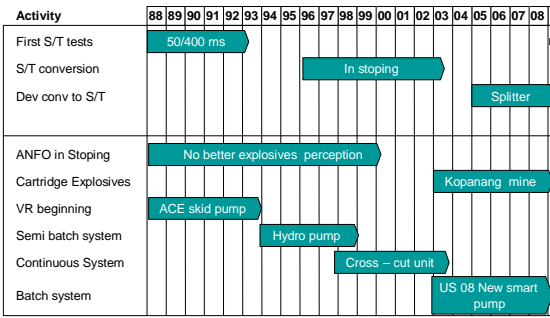 Activity 88 89 90 91 92 93 94 95 96 97 98 99 00 01 02 03 04 05 06 07 08
First S/T tests 50/400 ms
S/T conversion In stoping
Dev conv to S/T Splitter
ANFO in Stoping No better explosives perception
Cartridge Explosives Kopanang mine
VR beginning ACE skid pump
Semi batch system Hydro pump
Continuous System Cross – cut unit
Batch system US 08 New smart
pump